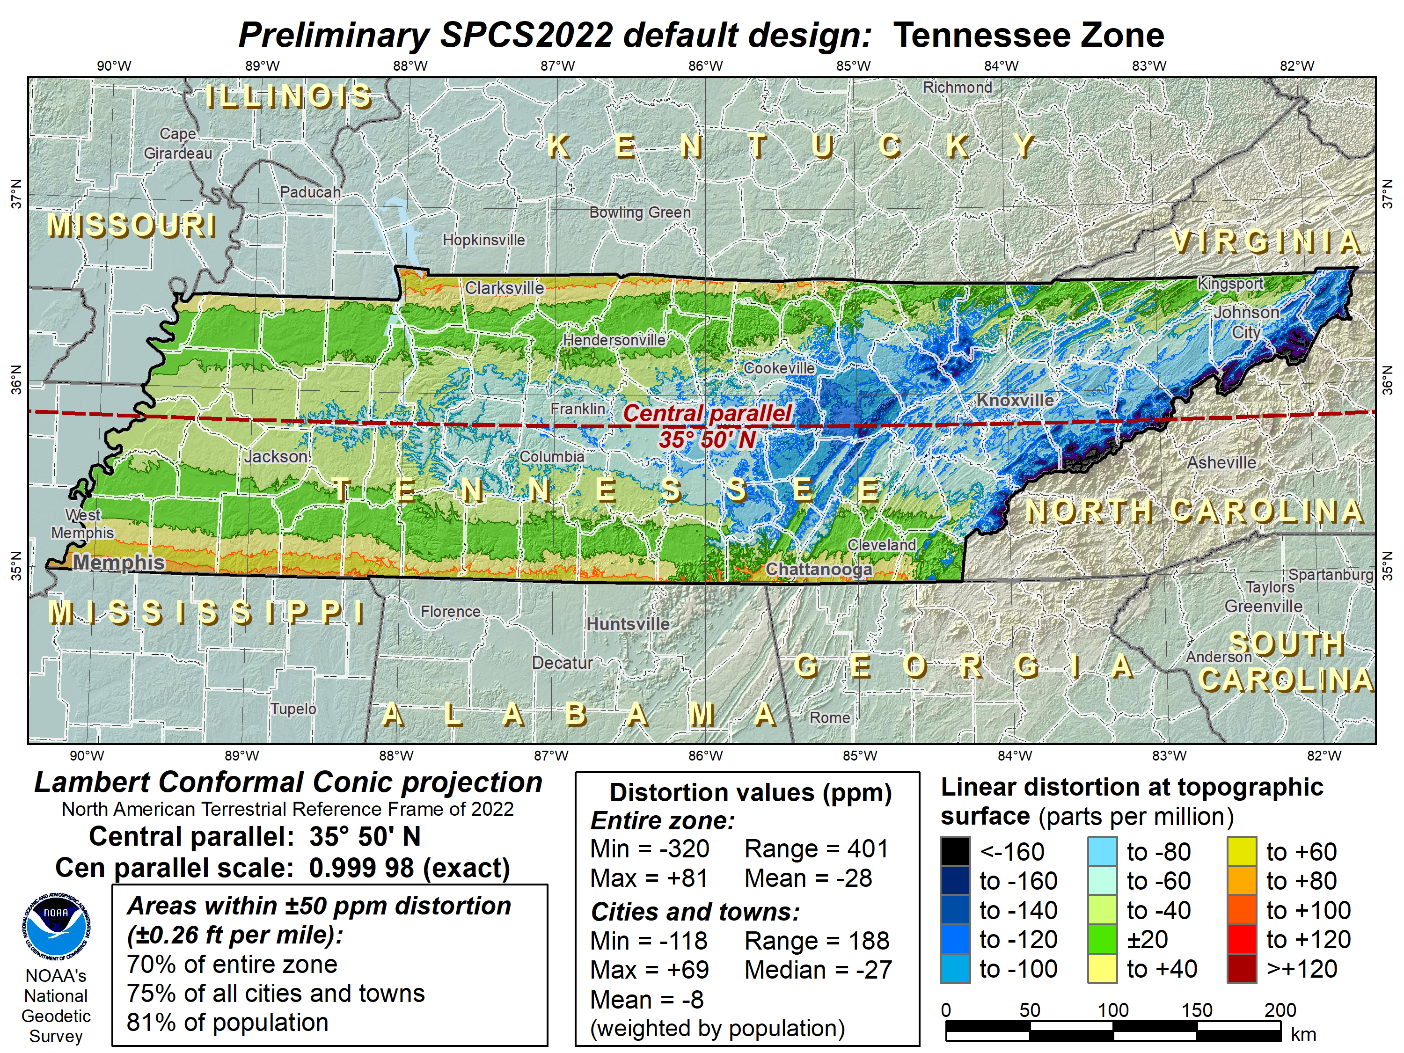 Preliminary SPCS2022 default design: Tennessee Zone
90°W 89°W 88°W 87°W 86°W 85°W 84°W 83°W 82°W
ILLINOIS
Richmond
Cape
Girardeau
KENTUCKY
37°N
Paducah
37°N
MISSOURI
Bowling Green
Hopkinsville
VIRGINIA
Clarksville
Kingsport
Johnson
City
Hendersonville
36°N
Cookeville
36°N
Franklin
Central parallel
35° 50' N
Knoxville
Jackson
Columbia
Asheville
TENNESSEE
NORTH CAROLINA
West
Memphis
Cleveland
35°N
Memphis
Chattanooga
35°N
Spartanburg
Taylors
Greenville
MISSISSIPPI
Florence
Huntsville
SOUTH
CAROLINA
Decatur
GEORGIA
Anderson
Tupelo
ALABAMA
Rome
90°W 89°W 88°W 87°W 86°W 85°W 84°W 83°W 82°W
Lambert Conformal Conic projection
North American Terrestrial Reference Frame of 2022
Central parallel: 35° 50' N
Cen parallel scale: 0.999 98 (exact)
NOAA
NOAA's
National
Geodetic
Survey
Areas within ±50 ppm distortion
(±0.26 ft per mile):
70% of entire zone
75% of all cities and towns
81% of population
Distortion values (ppm)
Entire zone:
Min = -320 Range = 401
Max = +81 Mean = -28
Cities and towns:
Min = -118 Range = 188
Max = +69 Median = -27
Mean = -8
(weighted by population)
Linear distortion at topographic
surface (parts per million)
<-160 to -80 to +60
to -160 to -60 to +80
to -140 to -40 to +100
to -120 ±20 to +120
to -100 to +40 >+120
0 50 100 150 200
km